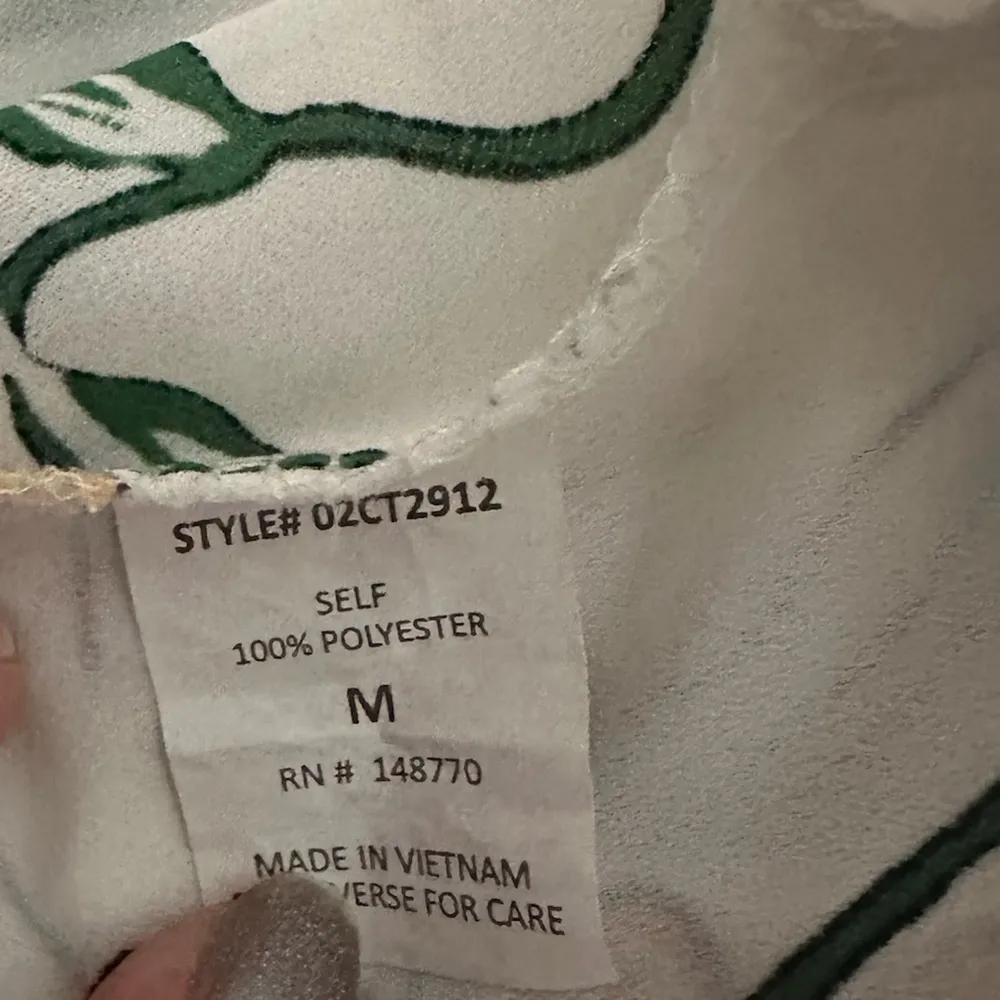 STYLE# 02CT2912
SELF
100% POLYESTER
M
RN # 148770
MADE IN VIETNAM
VERSE FOR CARE